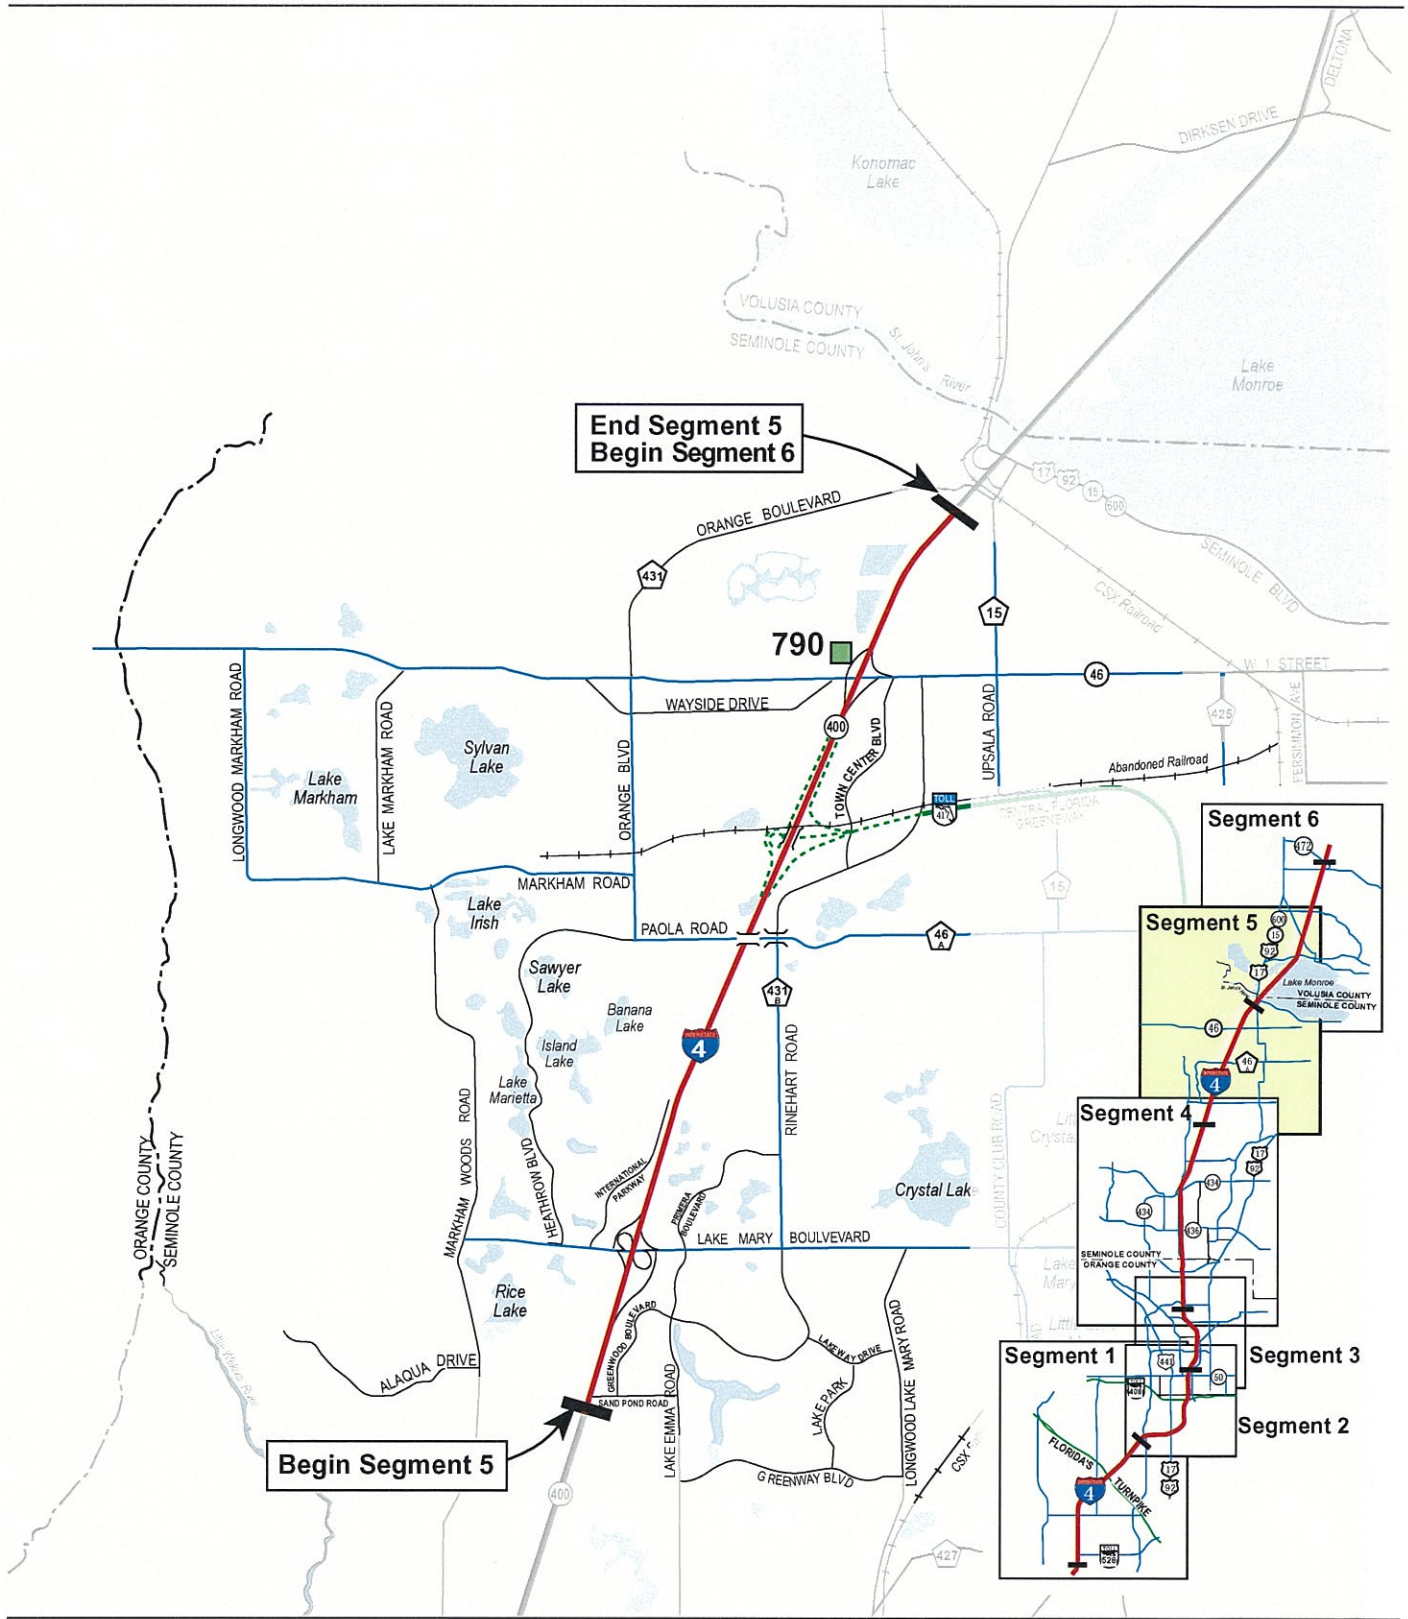 DELTONA
DIRKSEN DRIVE
Konomac
Lake
VOLUSIA COUNTY
SEMINOLE COUNTY
St. John's River
Lake
Monroe
End Segment 5
Begin Segment 6
17
92
15
600
ORANGE BOULEVARD
SEMINOLE BLVD
431
CSX Railroad
15
790
W 1 STREET
46
LONGWOOD MARKHAM ROAD
LAKE MARKHAM ROAD
WAYSIDE DRIVE
UPSALA ROAD
425
PERSIMMON AVE
400
TOWN CENTER BLVD
Sylvan
Lake
ORANGE BLVD
Lake
Markham
Abandoned Railroad
TOLL
417
CENTRAL FLORIDA
GREENEWAY
MARKHAM ROAD
15
Lake
Irish
PAOLA ROAD
46
A
Sawyer
Lake
431
B
Banana
Lake
Island
Lake
INTERSTATE
4
RINEHART ROAD
Lake
Marietta
MARKHAM WOODS ROAD
HEATHROW BLVD
COUNTY CLUB ROAD
ORANGE COUNTY
SEMINOLE COUNTY
INTERNATIONAL
PARKWAY
PRIMERA
BOULEVARD
Crystal Lake
LAKE MARY BOULVEVARD
Lake
Mary
Rice
Lake
GREENWOOD BOULEVARD
LAKEWAY DRIVE
LONGWOOD LAKE MARY ROAD
ALAQUA DRIVE
SAND POND ROAD
LAKE EMMA ROAD
LAKE PARK
Begin Segment 5
GREENWAY BLVD
CSX
400
427
Segment 6
472
Segment 5
600
15
92
17
Lake Monroe
VOLUSIA COUNTY
SEMINOLE COUNTY
46
46
A
4
Segment 4
17
92
434
434
436
SEMINOLE COUNTY
ORANGE COUNTY
Segment 1
Segment 3
441
50
408
Segment 2
FLORIDA'S
TURNPIKE
4
17
92
528